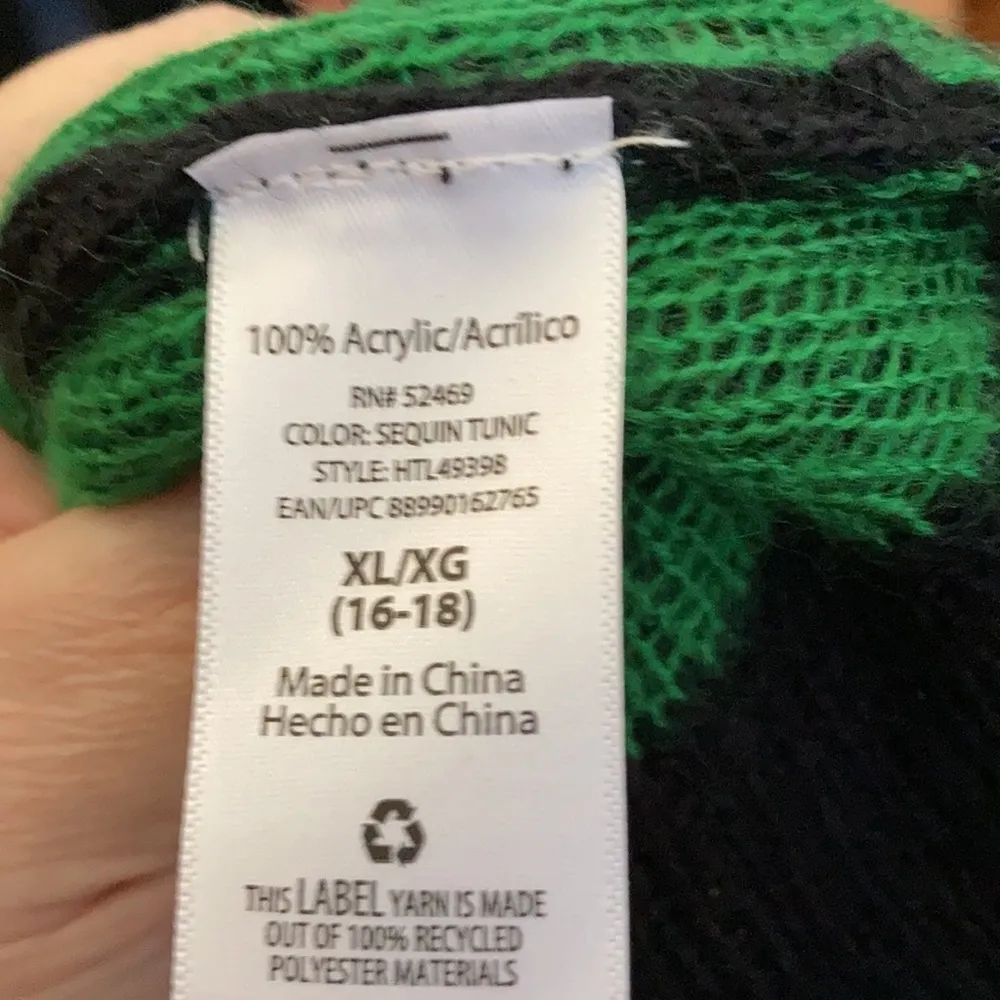 100% Acrylic/Acrílico
RN# 52469
COLOR: SEQUIN TUNIC
STYLE: HTL49398
EAN/UPC 88990162765
XL/XG
(16-18)
Made in China
Hecho en China
THIS LABEL YARN IS MADE
OUT OF 100% RECYCLED
POLYESTER MATERIALS